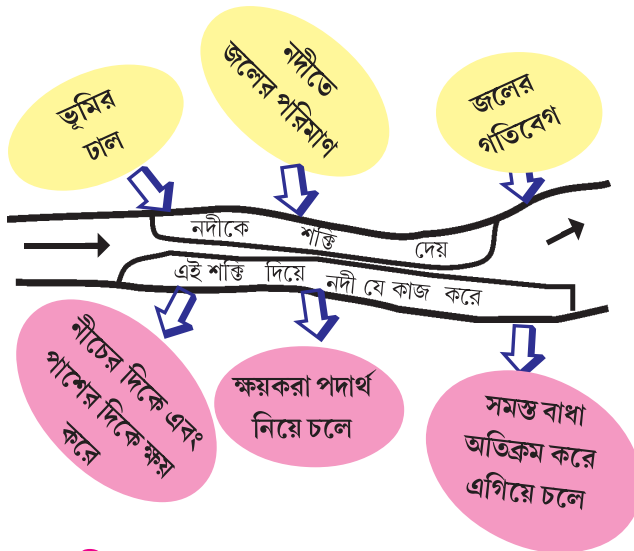 ভূমির
ঢাল
নদীতে
জলের পরিমাণ
জলের
গতিবেগ
নদীকে শক্তি দেয়
এই শক্তি দিয়ে নদী যে কাজ করে
নীচের দিকে এবং
পাশের দিকে ক্ষয়
করে
ক্ষয়করা পদার্থ
নিয়ে চলে
সমস্ত বাধা
অতিক্রম করে
এগিয়ে চলে